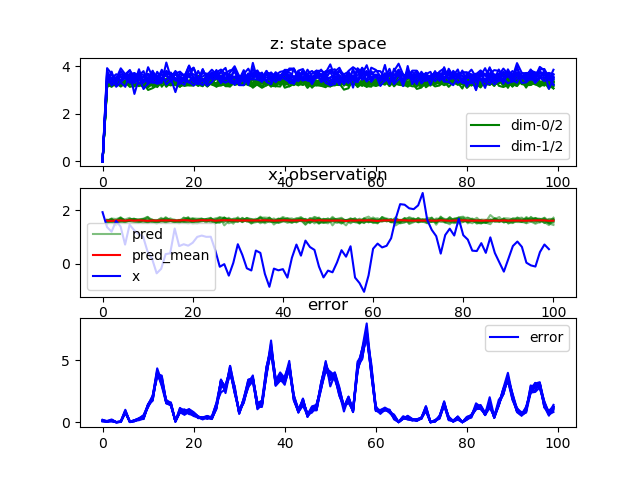 z: state space
4
2
0
dim-0/2
dim-1/2
0 20 40 60 80 100
x: observation
2
0
pred
pred_mean
x
0 20 40 60 80 100
error
5
0
error
0 20 40 60 80 100